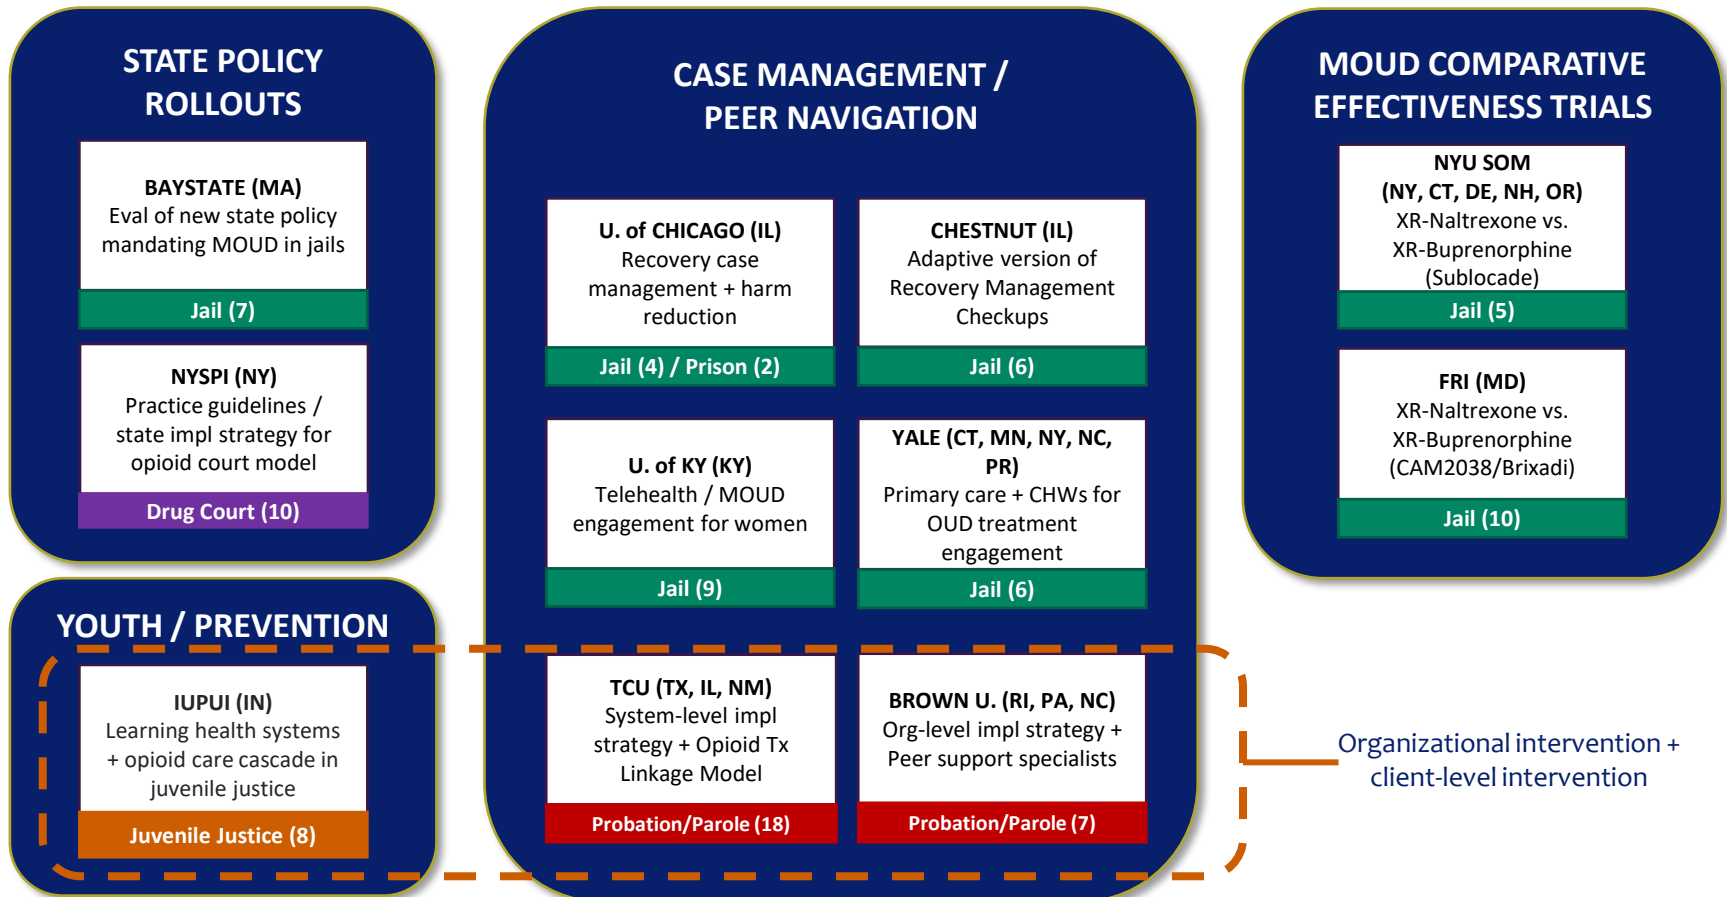 STATE POLICY
ROLLOUTS
BAYSTATE (MA)
Eval of new state policy
mandating MOUD in jails
Jail (7)
NYSPI (NY)
Practice guidelines /
state impl strategy for
opioid court model
Drug Court (10)
YOUTH / PREVENTION
IUPUI (IN)
Learning health systems
+ opioid care cascade in
juvenile justice
Juvenile Justice (8)
CASE MANAGEMENT /
PEER NAVIGATION
U. of CHICAGO (IL)
Recovery case
management + harm
reduction
Jail (4) / Prison (2)
CHESTNUT (IL)
Adaptive version of
Recovery Management
Checkups
Jail (6)
U. of KY (KY)
Telehealth / MOUD
engagement for women
Jail (9)
YALE (CT, MN, NY, NC,
PR)
Primary care + CHWs for
OUD treatment
engagement
Jail (6)
TCU (TX, IL, NM)
System-level impl
strategy + Opioid Tx
Linkage Model
Probation/Parole (18)
BROWN U. (RI, PA, NC)
Org-level impl strategy +
Peer support specialists
Probation/Parole (7)
MOUD COMPARATIVE
EFFECTIVENESS TRIALS
NYU SOM
(NY, CT, DE, NH, OR)
XR-Naltrexone vs.
XR-Buprenorphine
(Sublocade)
Jail (5)
FRI (MD)
XR-Naltrexone vs.
XR-Buprenorphine
(CAM2038/Brixadi)
Jail (10)
Organizational intervention +
client-level intervention